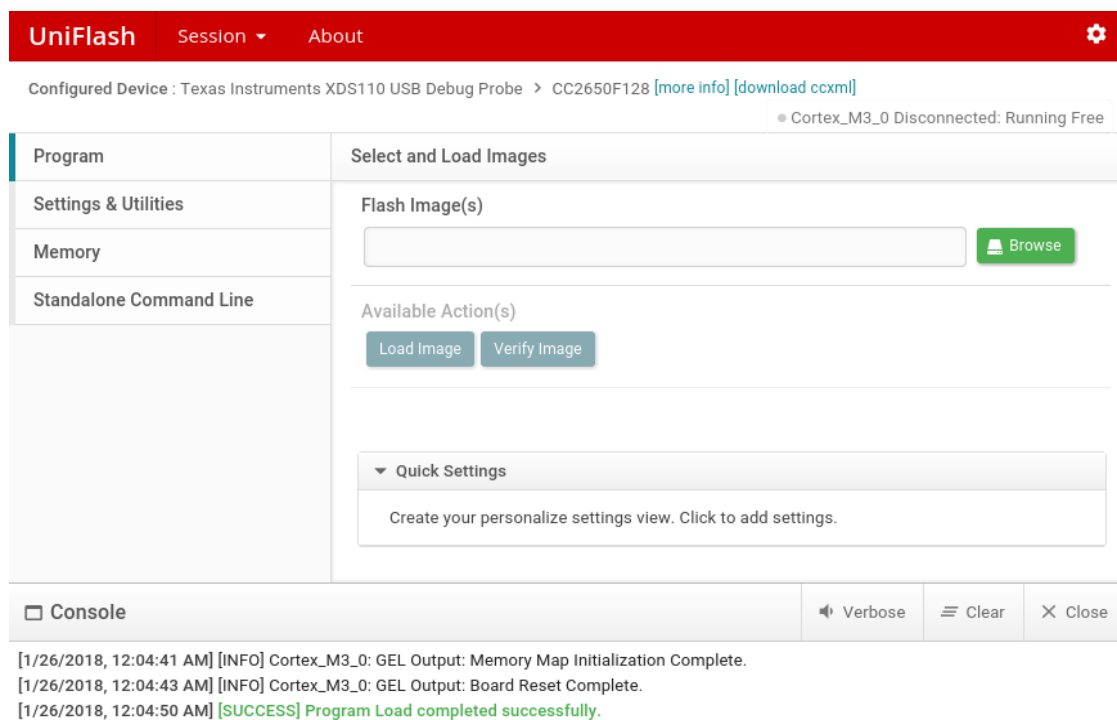 UniFlash Session About
Configured Device : Texas Instruments XDS110 USB Debug Probe > CC2650F128 [more info] [download ccxml]
Cortex_M3_0 Disconnected: Running Free
Program
Settings & Utilities
Memory
Standalone Command Line
Select and Load Images
Flash Image(s)
Browse
Available Action(s)
Load Image Verify Image
Quick Settings
Create your personalize settings view. Click to add settings.
Console Verbose Clear Close
[1/26/2018, 12:04:41 AM] [INFO] Cortex_M3_0: GEL Output: Memory Map Initialization Complete.
[1/26/2018, 12:04:43 AM] [INFO] Cortex_M3_0: GEL Output: Board Reset Complete.
[1/26/2018, 12:04:50 AM] [SUCCESS] Program Load completed successfully.